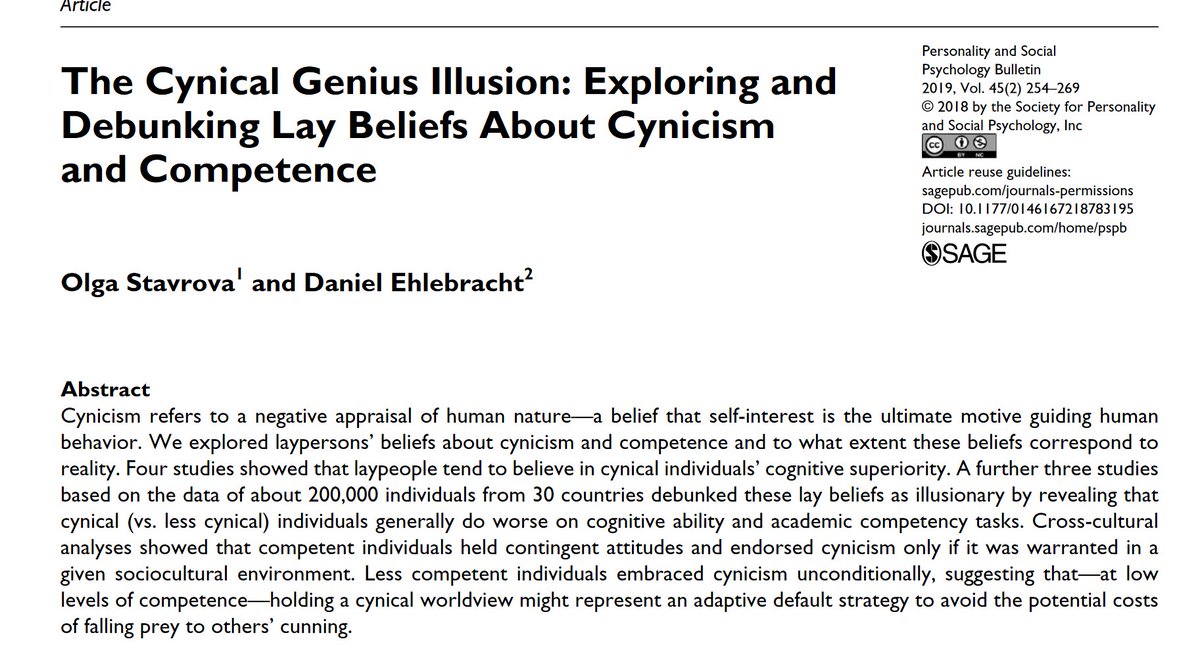 Article
The Cynical Genius Illusion: Exploring and
Debunking Lay Beliefs About Cynicism
and Competence
Personality and Social
Psychology Bulletin
2019, Vol. 45(2) 254–269
© 2018 by the Society for Personality
and Social Psychology, Inc
cc BY NC
Article reuse guidelines:
sagepub.com/journals-permissions
DOI: 10.1177/0146167218783195
journals.sagepub.com/home/pspb
SAGE
Olga Stavrova1 and Daniel Ehlebracht2
Abstract
Cynicism refers to a negative appraisal of human nature—a belief that self-interest is the ultimate motive guiding human
behavior. We explored laypersons’ beliefs about cynicism and competence and to what extent these beliefs correspond to
reality. Four studies showed that laypeople tend to believe in cynical individuals’ cognitive superiority. A further three studies
based on the data of about 200,000 individuals from 30 countries debunked these lay beliefs as illusionary by revealing that
cynical (vs. less cynical) individuals generally do worse on cognitive ability and academic competency tasks. Cross-cultural
analyses showed that competent individuals held contingent attitudes and endorsed cynicism only if it was warranted in a
given sociocultural environment. Less competent individuals embraced cynicism unconditionally, suggesting that—at low
levels of competence—holding a cynical worldview might represent an adaptive default strategy to avoid the potential costs
of falling prey to others’ cunning.